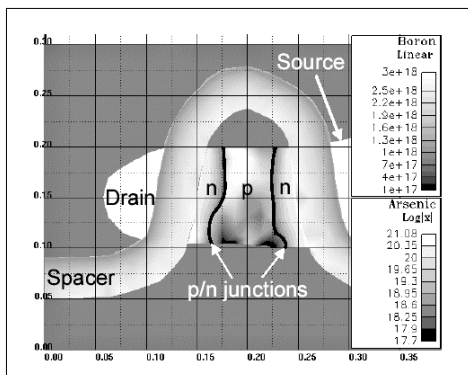 0.30
0.25
0.20
0.15
0.10
0.05
0.00
0.00 0.05 0.10 0.15 0.20 0.25 0.30 0.35
Source
Drain
n p n
Spacer
p/n junctions
Boron
Linear
3e+18
2.5e+18
2.2e+18
1.9e+18
1.6e+18
1.3e+18
1e+18
7e+17
4e+17
1e+17
Arsenic
Log|x|
21.08
20.35
20
19.65
19.3
18.95
18.6
18.25
17.9
17.7